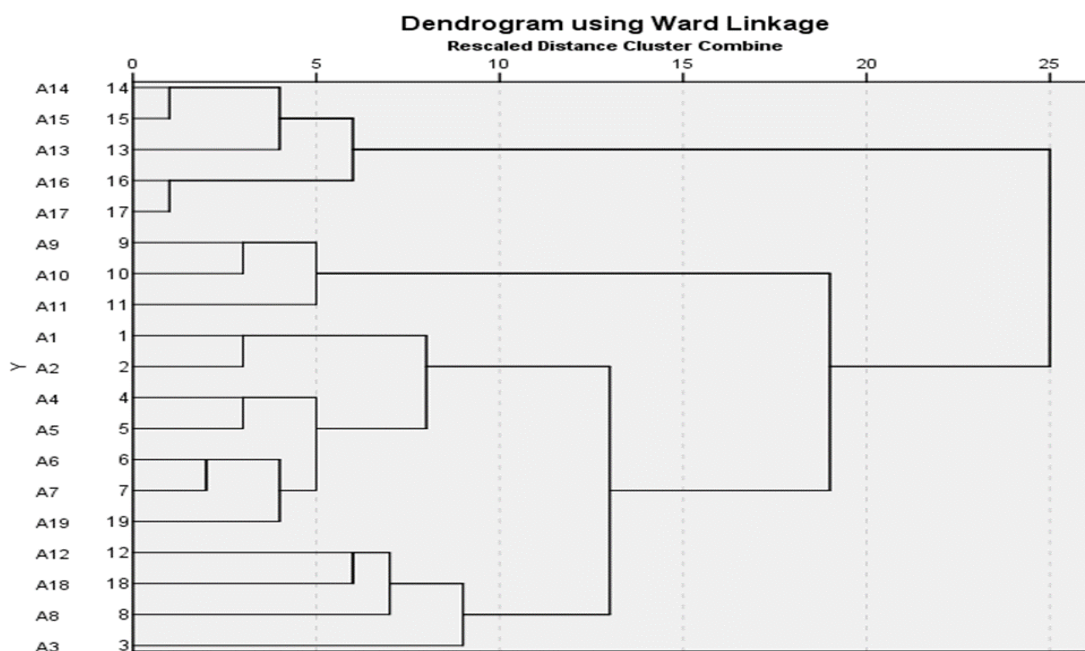 Dendrogram using Ward Linkage
Rescaled Distance Cluster Combine
0 5 10 15 20 25
A14 14
A15 15
A13 13
A16 16
A17 17
A9 9
A10 10
A11 11
A1 1
Y A2 2
A4 4
A5 5
A6 6
A7 7
A19 19
A12 12
A18 18
A8 8
A3 3